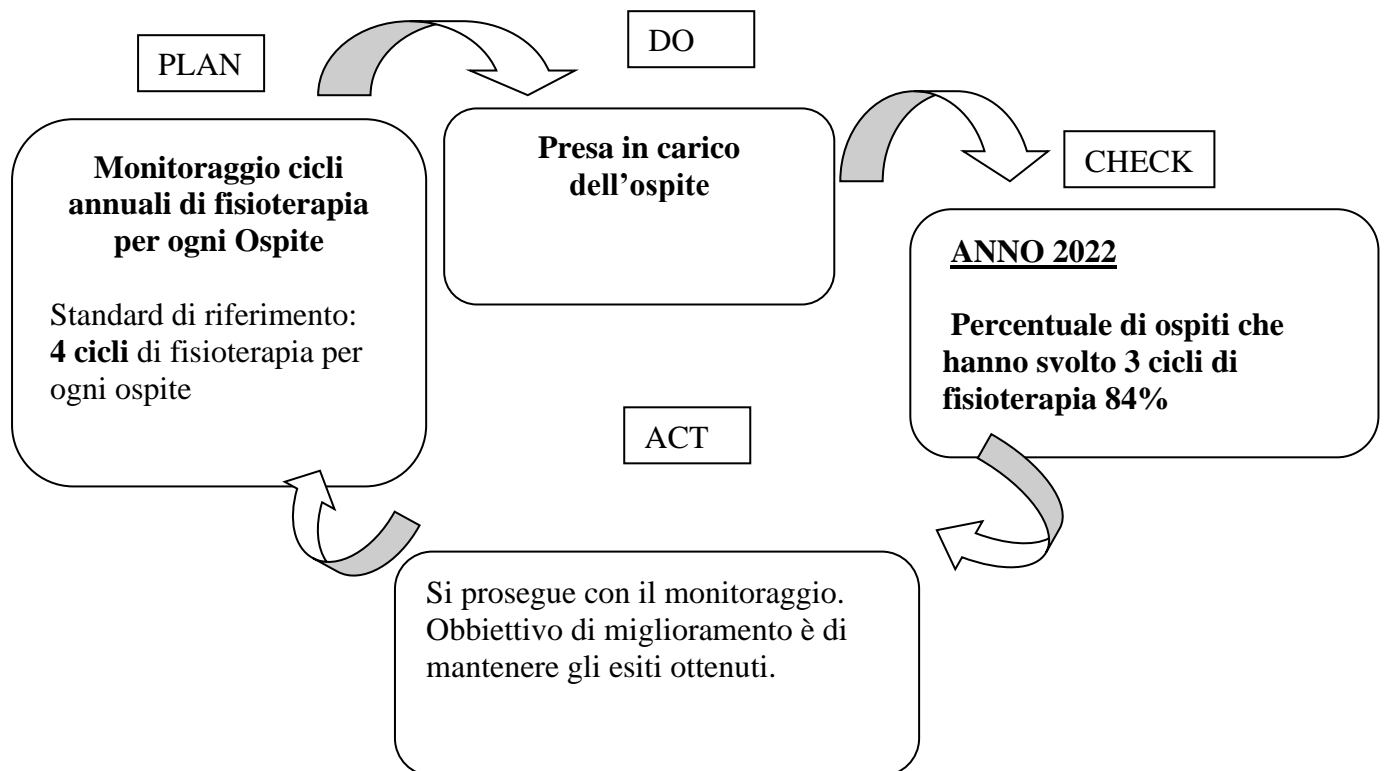 PLAN
Monitoraggio cicli
annuali di fisioterapia
per ogni Ospite
Standard di riferimento:
4 cicli di fisioterapia per
ogni ospite
DO
Presa in carico
dell’ospite
CHECK
ANNO 2022
Percentuale di ospiti che
hanno svolto 3 cicli di
fisioterapia 84%
ACT
Si prosegue con il monitoraggio.
Obbiettivo di miglioramento è di
mantenere gli esiti ottenuti.